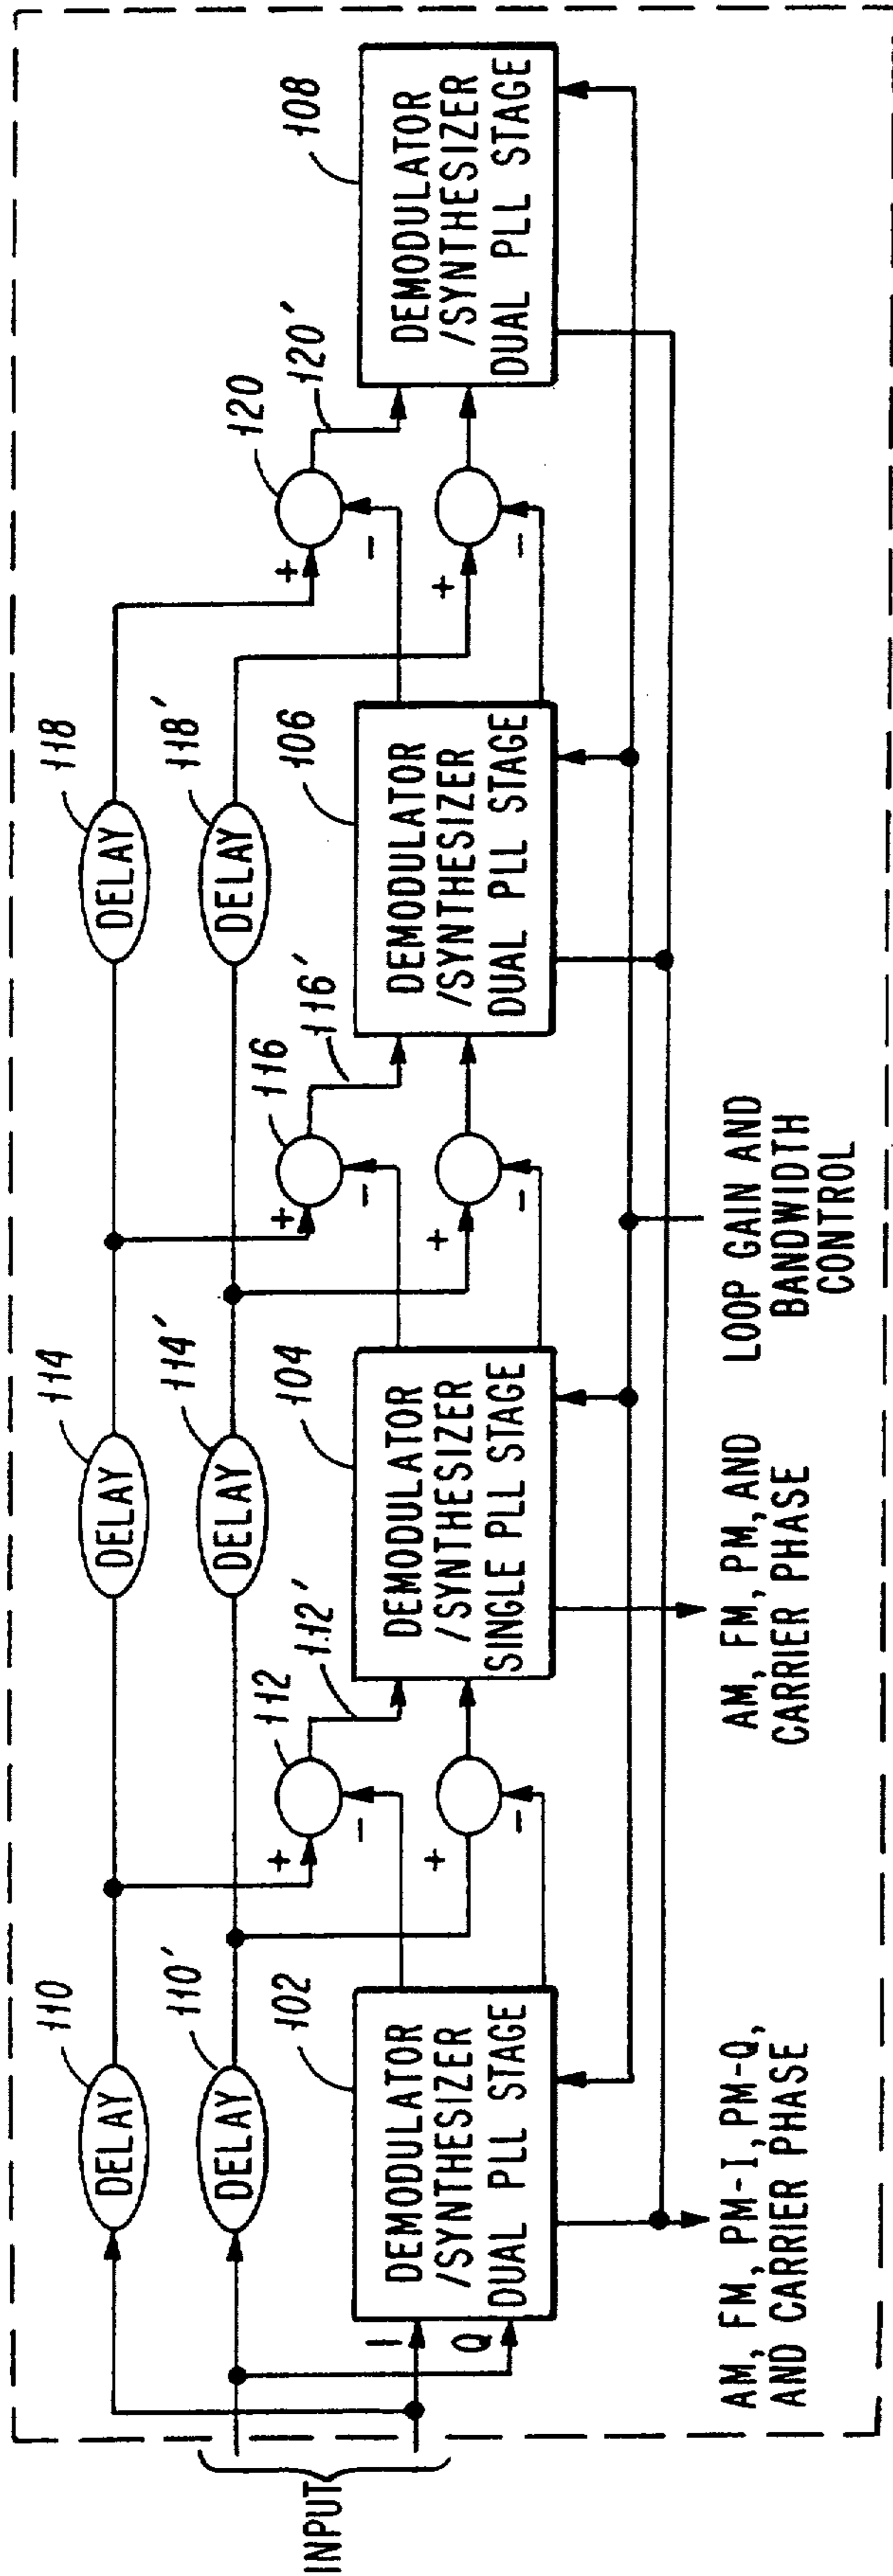 INPUT
I
Q
110
DELAY
110'
DELAY
102
DEMODULATOR
/SYNTHESIZER
DUAL PLL STAGE
+
-
112
112'
+
-
AM, FM, PM-I, PM-Q,
AND CARRIER PHASE
114
DELAY
114'
DELAY
104
DEMODULATOR
/SYNTHESIZER
SINGLE PLL STAGE
+
-
116
116'
+
-
AM, FM, PM, AND
CARRIER PHASE
LOOP GAIN AND
BANDWIDTH
CONTROL
118
DELAY
118'
DELAY
106
DEMODULATOR
/SYNTHESIZER
DUAL PLL STAGE
+
-
120
120'
+
-
108
DEMODULATOR
/SYNTHESIZER
DUAL PLL STAGE